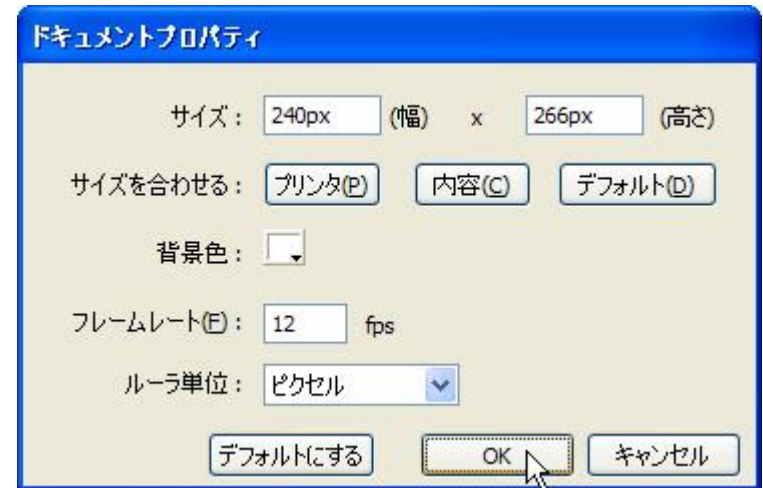 ドキュメントプロパティ
サイズ： 240px (幅) x 266px (高さ)
サイズを合わせる： プリンタ(P) 内容(C) デフォルト(D)
背景色：
フレームレート(F)： 12 fps
ルーラ単位： ピクセル
デフォルトにする OK キャンセル